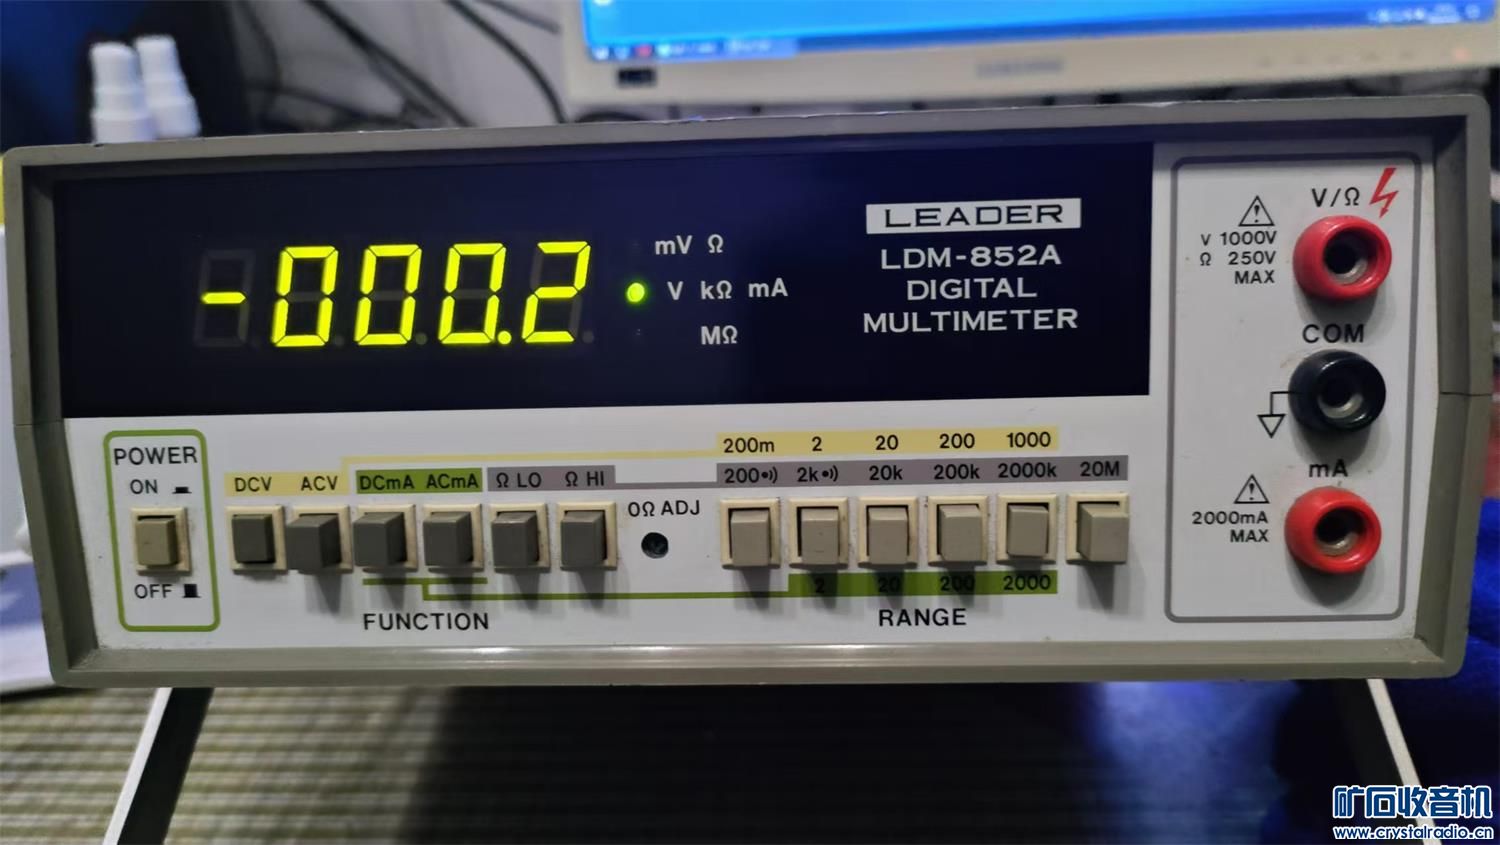 -000.2
mV Ω
V kΩ mA
MΩ
LEADER
LDM-852A
DIGITAL
MULTIMETER
V/Ω
V 1000V
Ω 250V
MAX
COM
mA
2000mA
MAX
POWER
ON
OFF
DCV ACV DCmA ACmA Ω LO Ω HI
0Ω ADJ
FUNCTION
200m 2 20 200 1000
200•)) 2k•)) 20k 200k 2000k 20M
2 20 200 2000
RANGE
矿石收音机
www.crystalradio.cn